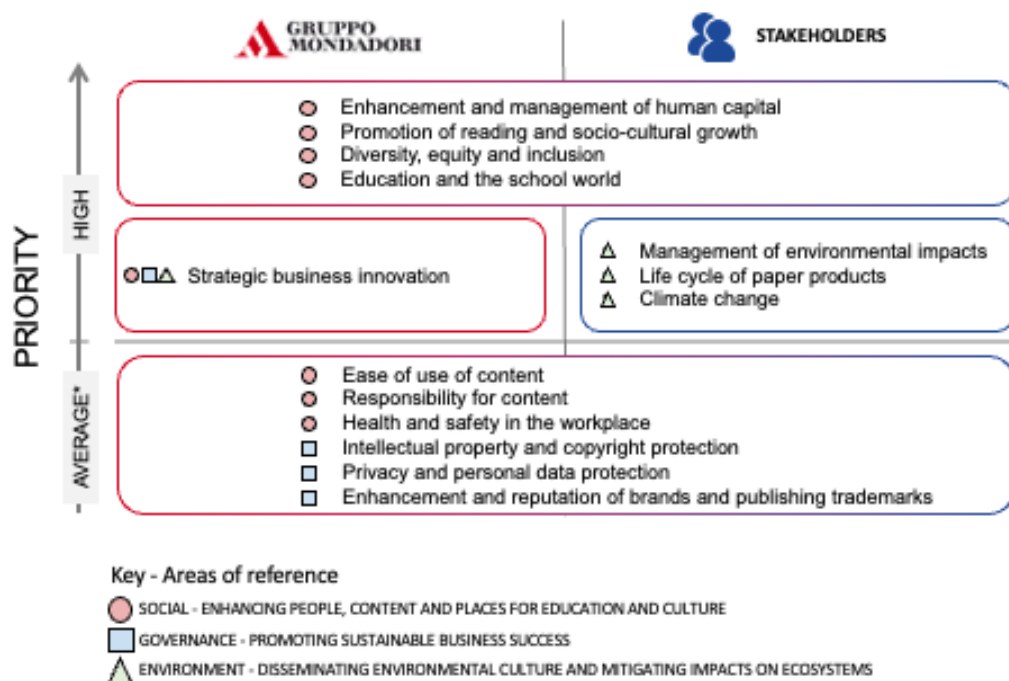 GRUPPO
MONDADORI
STAKEHOLDERS
PRIORITY
HIGH
Enhancement and management of human capital
Promotion of reading and socio-cultural growth
Diversity, equity and inclusion
Education and the school world
Strategic business innovation
Management of environmental impacts
Life cycle of paper products
Climate change
AVERAGE*
Ease of use of content
Responsibility for content
Health and safety in the workplace
Intellectual property and copyright protection
Privacy and personal data protection
Enhancement and reputation of brands and publishing trademarks
Key - Areas of reference
SOCIAL - ENHANCING PEOPLE, CONTENT AND PLACES FOR EDUCATION AND CULTURE
GOVERNANCE - PROMOTING SUSTAINABLE BUSINESS SUCCESS
ENVIRONMENT - DISSEMINATING ENVIRONMENTAL CULTURE AND MITIGATING IMPACTS ON ECOSYSTEMS